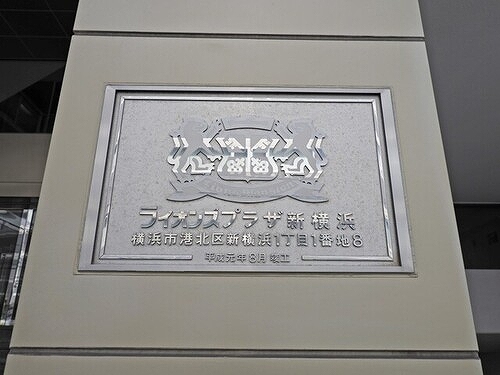 ライオンズプラザ新横浜
横浜市港北区新横浜1丁目1番地8
平成元年8月竣工